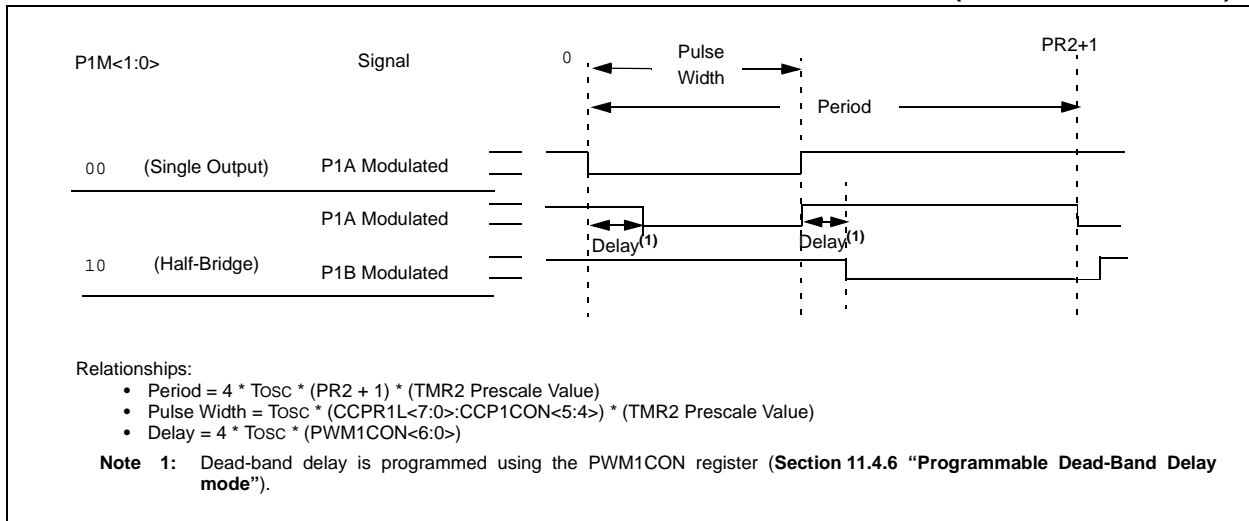 P1M<1:0> Signal 0 Pulse Width PR2+1
Period
00 (Single Output) P1A Modulated
P1A Modulated
Delay(1) Delay(1)
10 (Half-Bridge)
P1B Modulated
Relationships:
• Period = 4 * TOSC * (PR2 + 1) * (TMR2 Prescale Value)
• Pulse Width = TOSC * (CCPR1L<7:0>:CCP1CON<5:4>) * (TMR2 Prescale Value)
• Delay = 4 * TOSC * (PWM1CON<6:0>)
Note 1: Dead-band delay is programmed using the PWM1CON register (Section 11.4.6 “Programmable Dead-Band Delay
mode”).